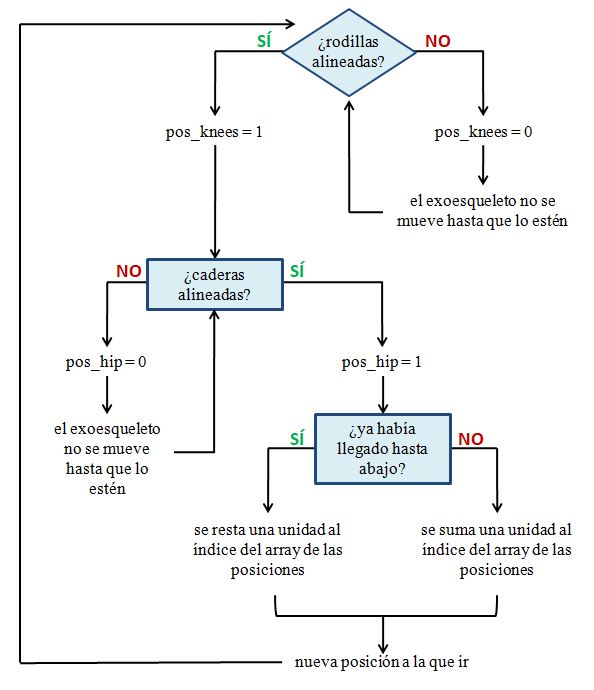 ¿rodillas
alineadas?
SÍ
NO
pos_knees = 1
pos_knees = 0
el exoesqueleto no se
mueve hasta que lo estén
¿caderas
alineadas?
NO
SÍ
pos_hip = 0
pos_hip = 1
el exoesqueleto
no se mueve
hasta que lo
estén
¿ya había
llegado hasta
abajo?
SÍ
NO
se resta una unidad al
índice del array de las
posiciones
se suma una unidad al
índice del array de las
posiciones
nueva posición a la que ir